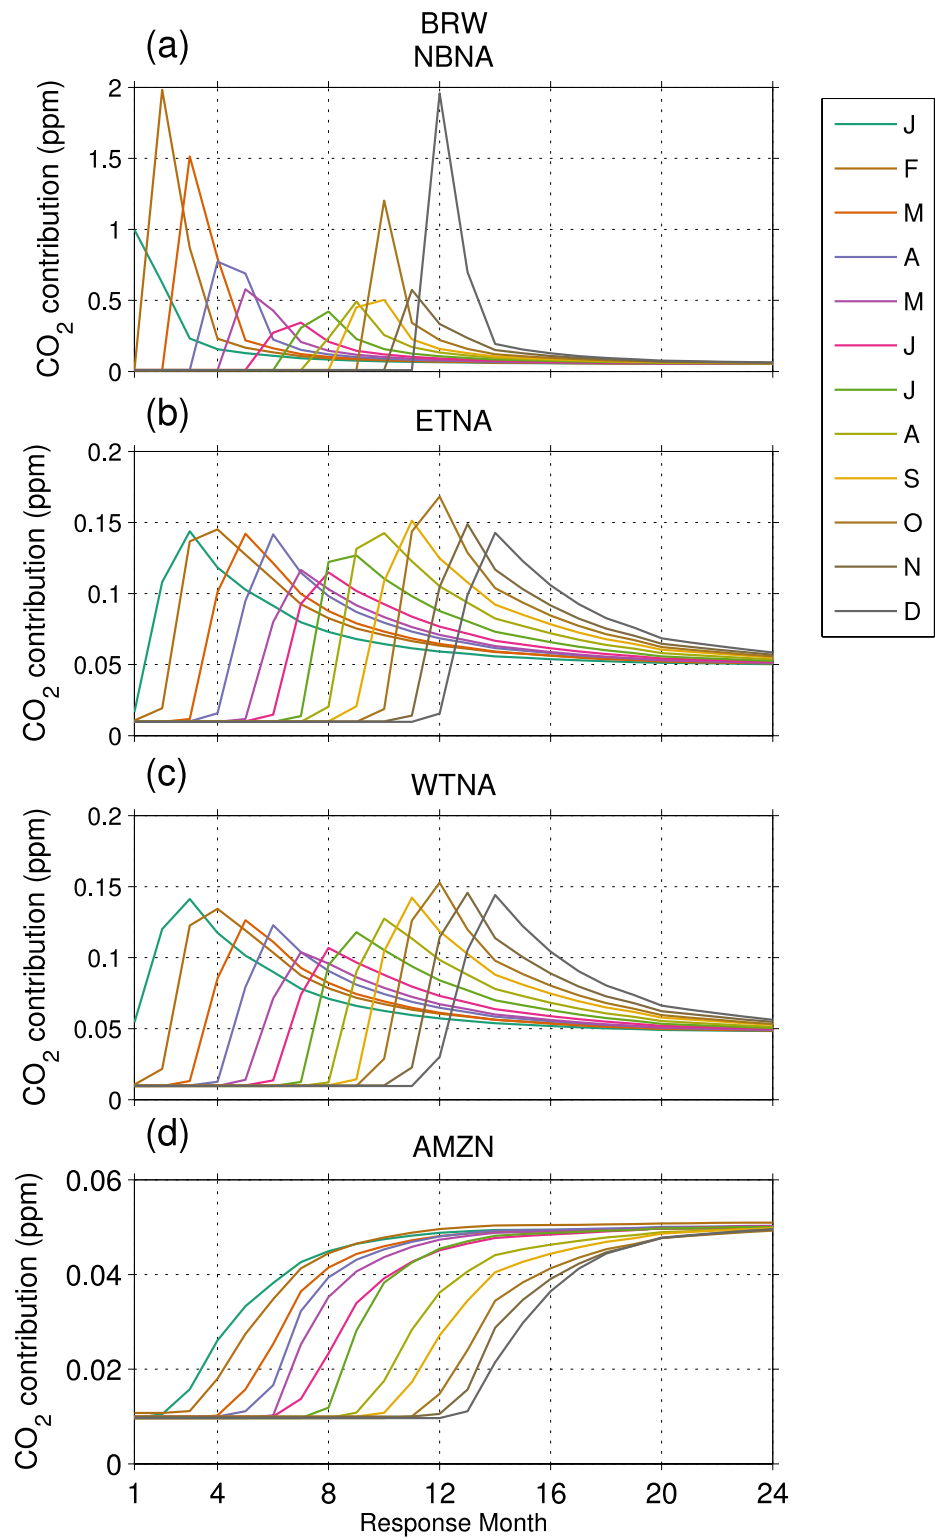 BRW
(a)
NBNA
CO2 contribution (ppm)
2
1.5
1
0.5
0
J
F
M
A
M
J
J
A
S
O
N
D
(b)
ETNA
CO2 contribution (ppm)
0.2
0.15
0.1
0.05
0
(c)
WTNA
CO2 contribution (ppm)
0.2
0.15
0.1
0.05
0
(d)
AMZN
CO2 contribution (ppm)
0.06
0.04
0.02
0
1 4 8 12 16 20 24
Response Month